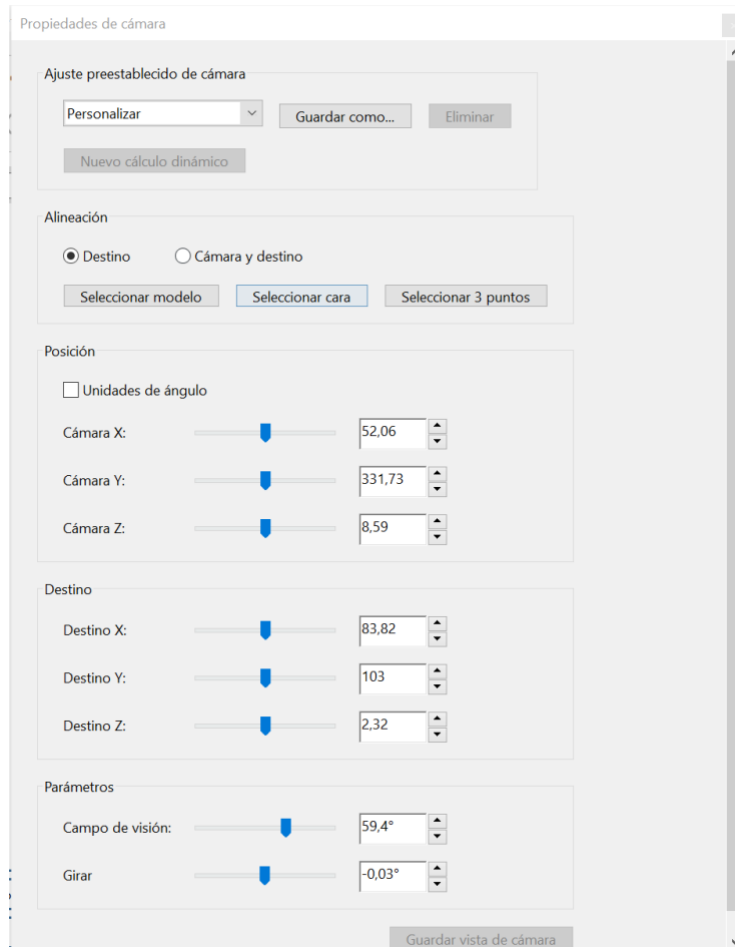 Propiedades de cámara
Ajuste preestablecido de cámara
Personalizar
Guardar como...
Eliminar
Nuevo cálculo dinámico
Alineación
Destino
Cámara y destino
Seleccionar modelo
Seleccionar cara
Seleccionar 3 puntos
Posición
Unidades de ángulo
Cámara X: 52,06
Cámara Y: 331,73
Cámara Z: 8,59
Destino
Destino X: 83,82
Destino Y: 103
Destino Z: 2,32
Parámetros
Campo de visión: 59,4°
Girar -0,03°
Guardar vista de cámara